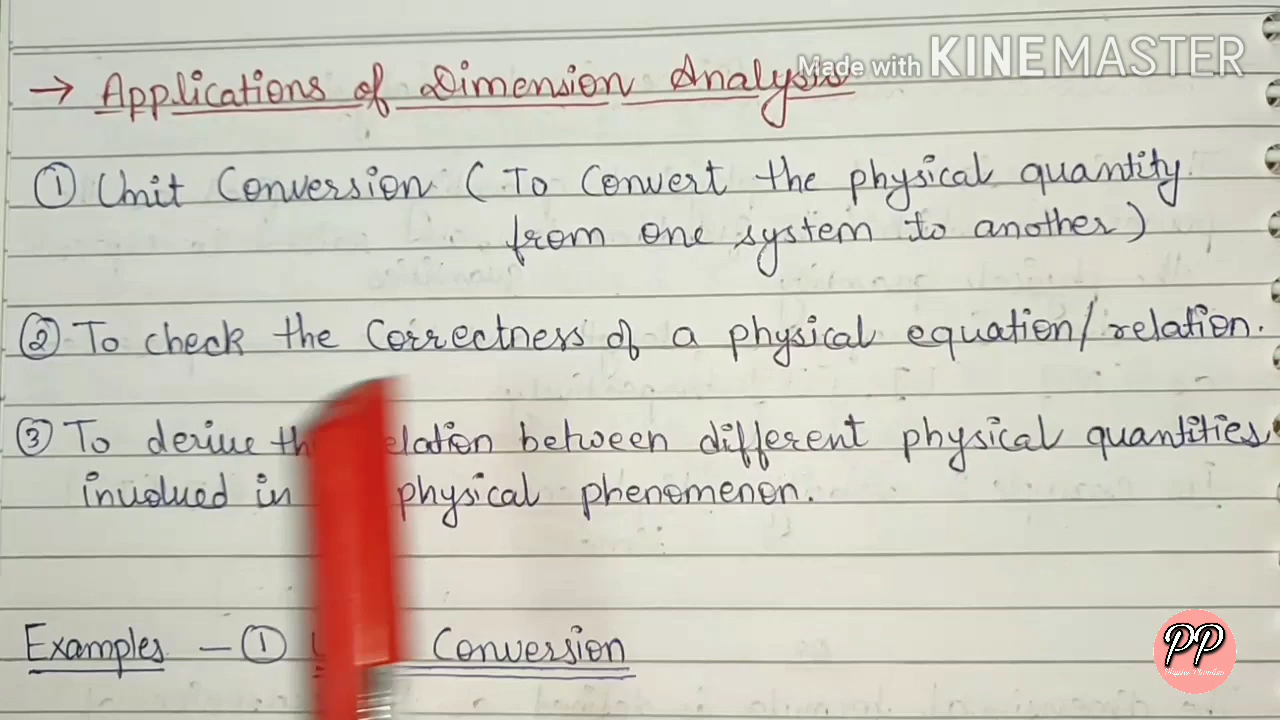 Made with KINEMASTER
→ Applications of Dimension Analysis
① Unit Conversion ( To Convert the physical quantity
from one system to another)
② To check the Correctness of a physical equation/relation.
③ To derive th elation between different physical quantities
involved in physical phenomenon.
Examples - ① Conversion
PP